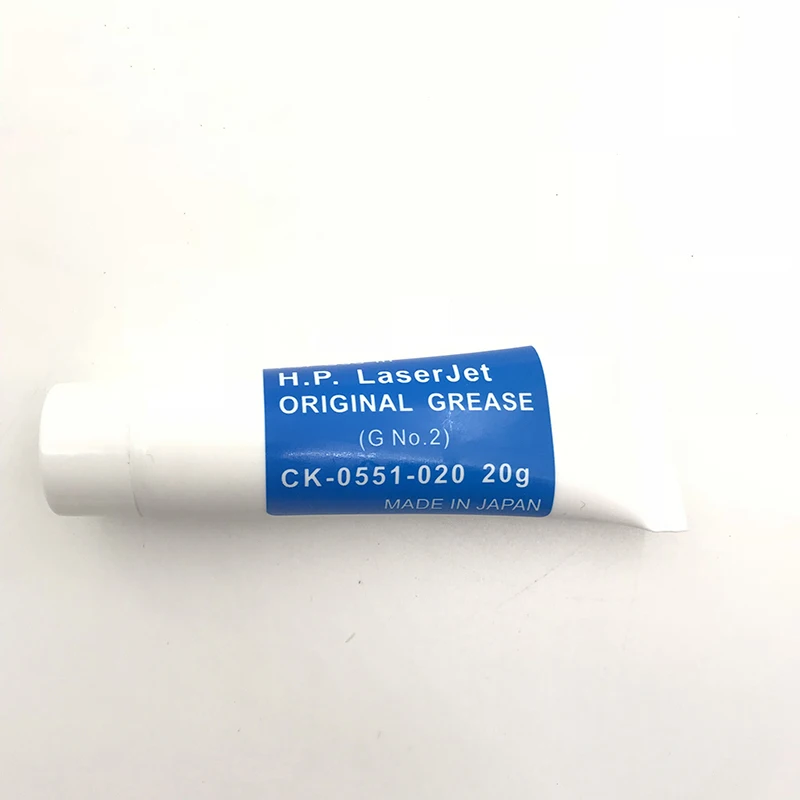 H.P. LaserJet
ORIGINAL GREASE
(G No.2)
CK-0551-020 20g
MADE IN JAPAN